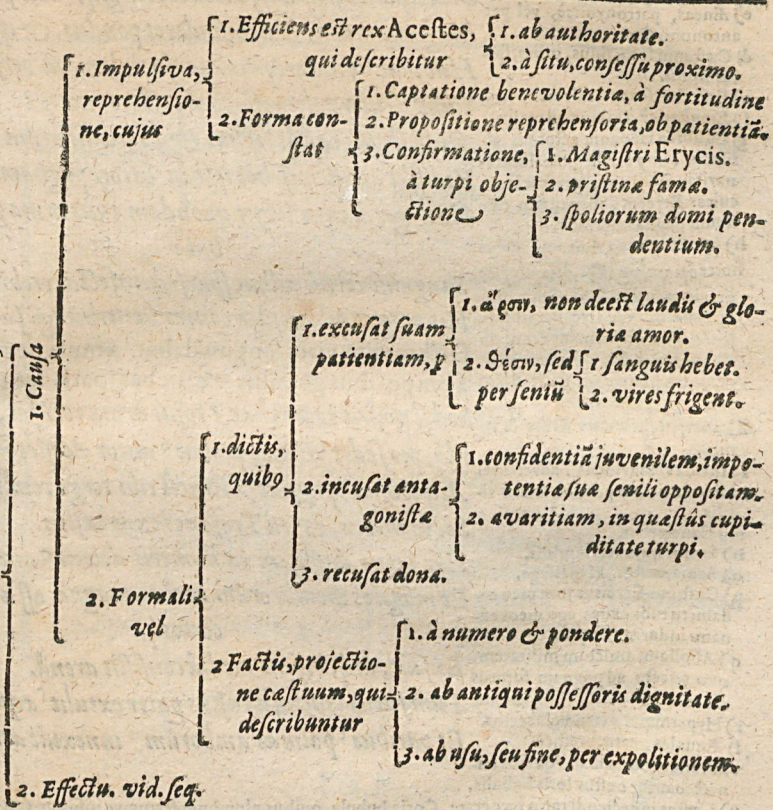 1. Causa
1. Impulsiva,
reprehensio-
ne, cujus
1. Efficiens est rex Acestes,
qui describitur
1. ab authoritate.
2. à situ, consessu proximo.
2. Forma con-
stat
1. Captatione benevolentiæ, à fortitudine
2. Propositione reprehensoria, ob patientiã.
3. Confirmatione,
à turpi obje-
ctione
1. Magistri Erycis.
2. pristinæ famæ.
3. spoliorum domi pen-
dentium.
2. Formali
vel
1. dictis,
quibꝰ
1. excusat suam
patientiam, ꝑ
1. ἄρσιν, non deest laudis & glo-
riæ amor.
2. θέσιν, sed
per seniũ
1 sanguis hebet.
2. vires frigent.
2. incusat anta-
gonistæ
1. confidentiã juvenilem, impo-
tentiæ suæ senili oppositam.
2. avaritiam, in quæstûs cupi-
ditate turpi.
3. recusat dona.
2 Factis, projectio-
ne cæstuum, qui
describuntur
1. à numero & pondere.
2. ab antiqui possessoris dignitate.
3. ab usu, seu fine, per expolitionem.
2. Effectu. vid. seq.